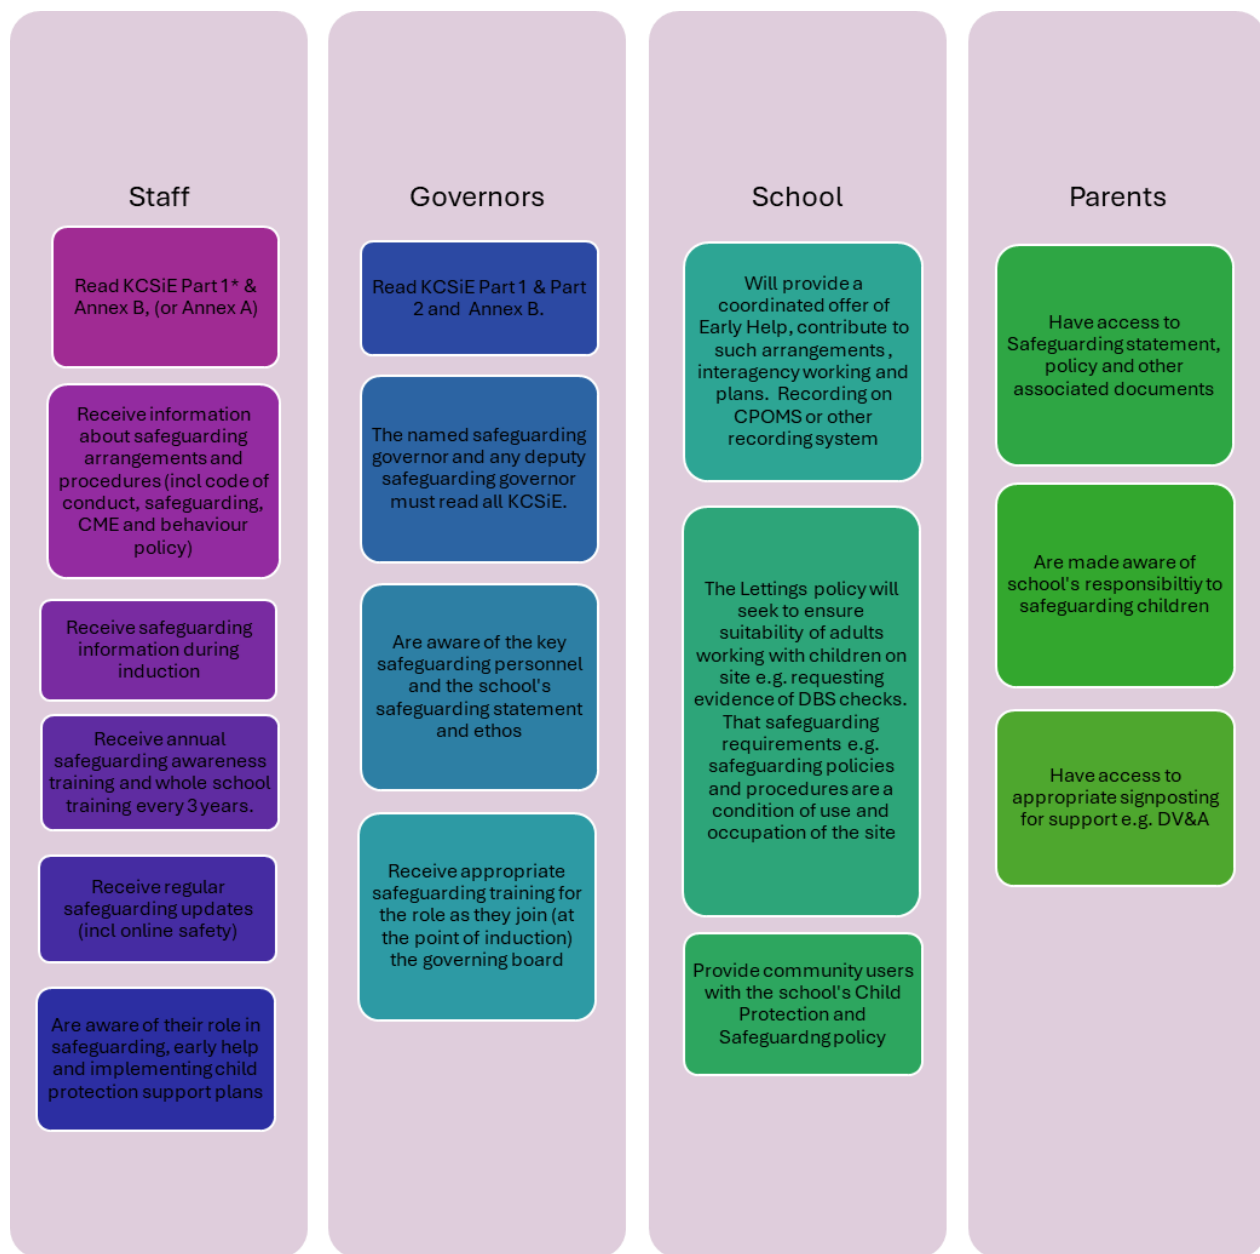 Staff
Read KCSiE Part 1* &
Annex B, (or Annex A)
Receive information
about safeguarding
arrangements and
procedures (incl code of
conduct, safeguarding,
CME and behaviour
policy)
Receive safeguarding
information during
induction
Receive annual
safeguarding awareness
training and whole school
training every 3 years.
Receive regular
safeguarding updates
(incl online safety)
Are aware of their role in
safeguarding, early help
and implementing child
protection support plans
Governors
Read KCSiE Part 1 & Part
2 and Annex B.
The named safeguarding
governor and any deputy
safeguarding governor
must read all KCSiE.
Are aware of the key
safeguarding personnel
and the school's
safeguarding statement
and ethos
Receive appropriate
safeguarding training for
the role as they join (at
the point of induction)
the governing board
School
Will provide a
coordinated offer of
Early Help, contribute to
such arrangements ,
interagency working and
plans. Recording on
CPOMS or other
recording system
The Lettings policy will
seek to ensure
suitability of adults
working with children on
site e.g. requesting
evidence of DBS checks.
That safeguarding
requirements e.g.
safeguarding policies
and procedures are a
condition of use and
occupation of the site
Provide community users
with the school's Child
Protection and
Safeguardng policy
Parents
Have access to
Safeguarding statement,
policy and other
associated documents
Are made aware of
school's responsibiltiy to
safeguarding children
Have access to
appropriate signposting
for support e.g. DV&A